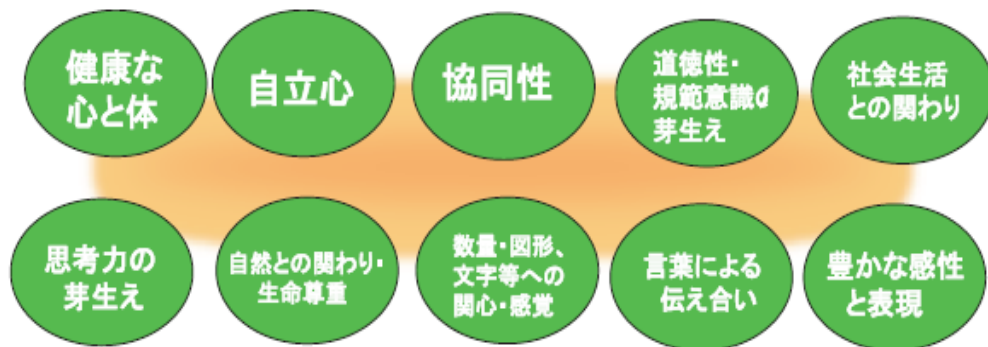 健康な
心と体
自立心
協同性
道徳性・
規範意識の
芽生え
社会生活
との関わり
思考力の
芽生え
自然との関わり・
生命尊重
数量・図形、
文字等への
関心・感覚
言葉による
伝え合い
豊かな感性
と表現